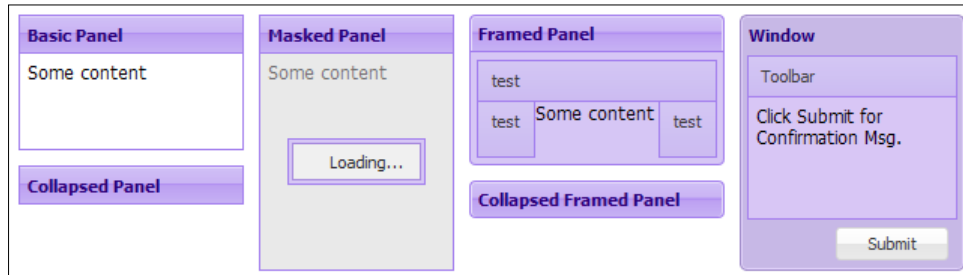 Basic Panel
Some content
Collapsed Panel
Masked Panel
Some content
Loading...
Framed Panel
test
test Some content test
Collapsed Framed Panel
Window
Toolbar
Click Submit for
Confirmation Msg.
Submit